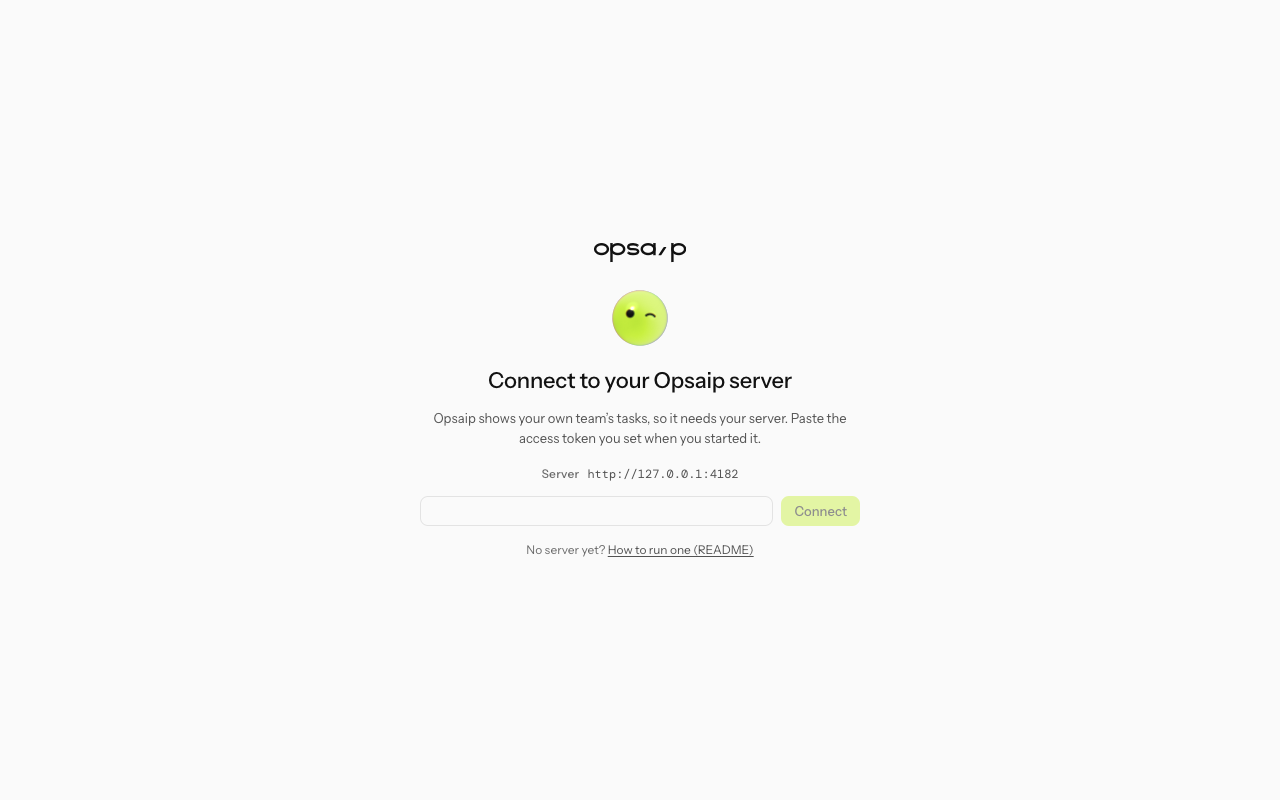 opsaip
Connect to your Opsaip server
Opsaip shows your own team’s tasks, so it needs your server. Paste the
access token you set when you started it.
Server http://127.0.0.1:4182
Connect
No server yet? How to run one (README)